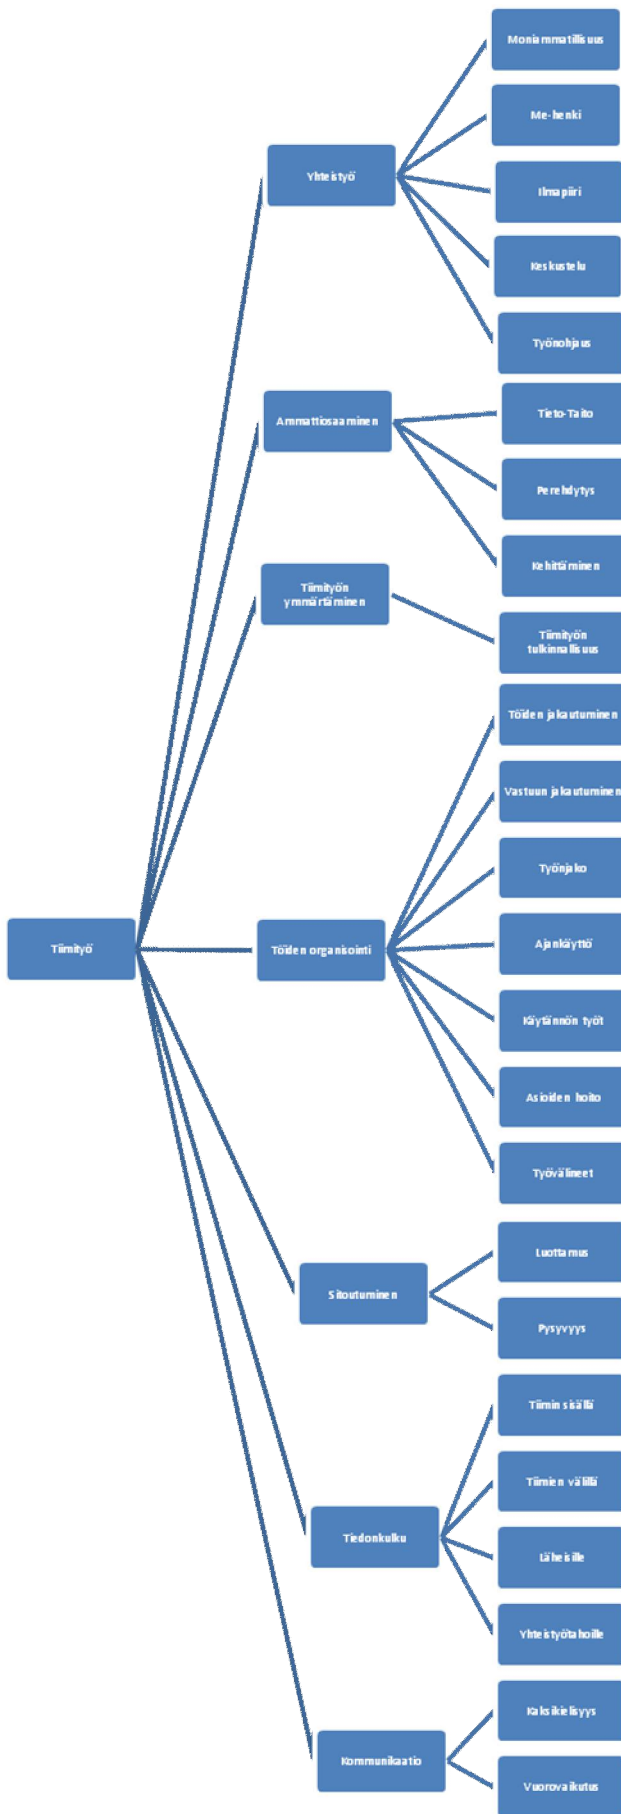 Moniammatillisuus
Me-henki
Yhteistyö
Ilmapiiri
Keskustelu
Työnohjaus
Ammattiosaaminen
Tieto-Taito
Perehdytys
Kehittäminen
Tiimityön
ymmärtäminen
Tiimityön
tulkinnallisuus
Töiden jakautuminen
Vastuun jakautuminen
Työnjako
Tiimityö
Töiden organisointi
Ajankäyttö
Käytännön työt
Asioiden hoito
Työvälineet
Luottamus
Sitoutuminen
Pysyvyys
Tiimin sisällä
Tiimien välillä
Tiedonkulku
Läheisille
Yhteistyötahoille
Kaksikielisyys
Kommunikaatio
Vuorovaikutus